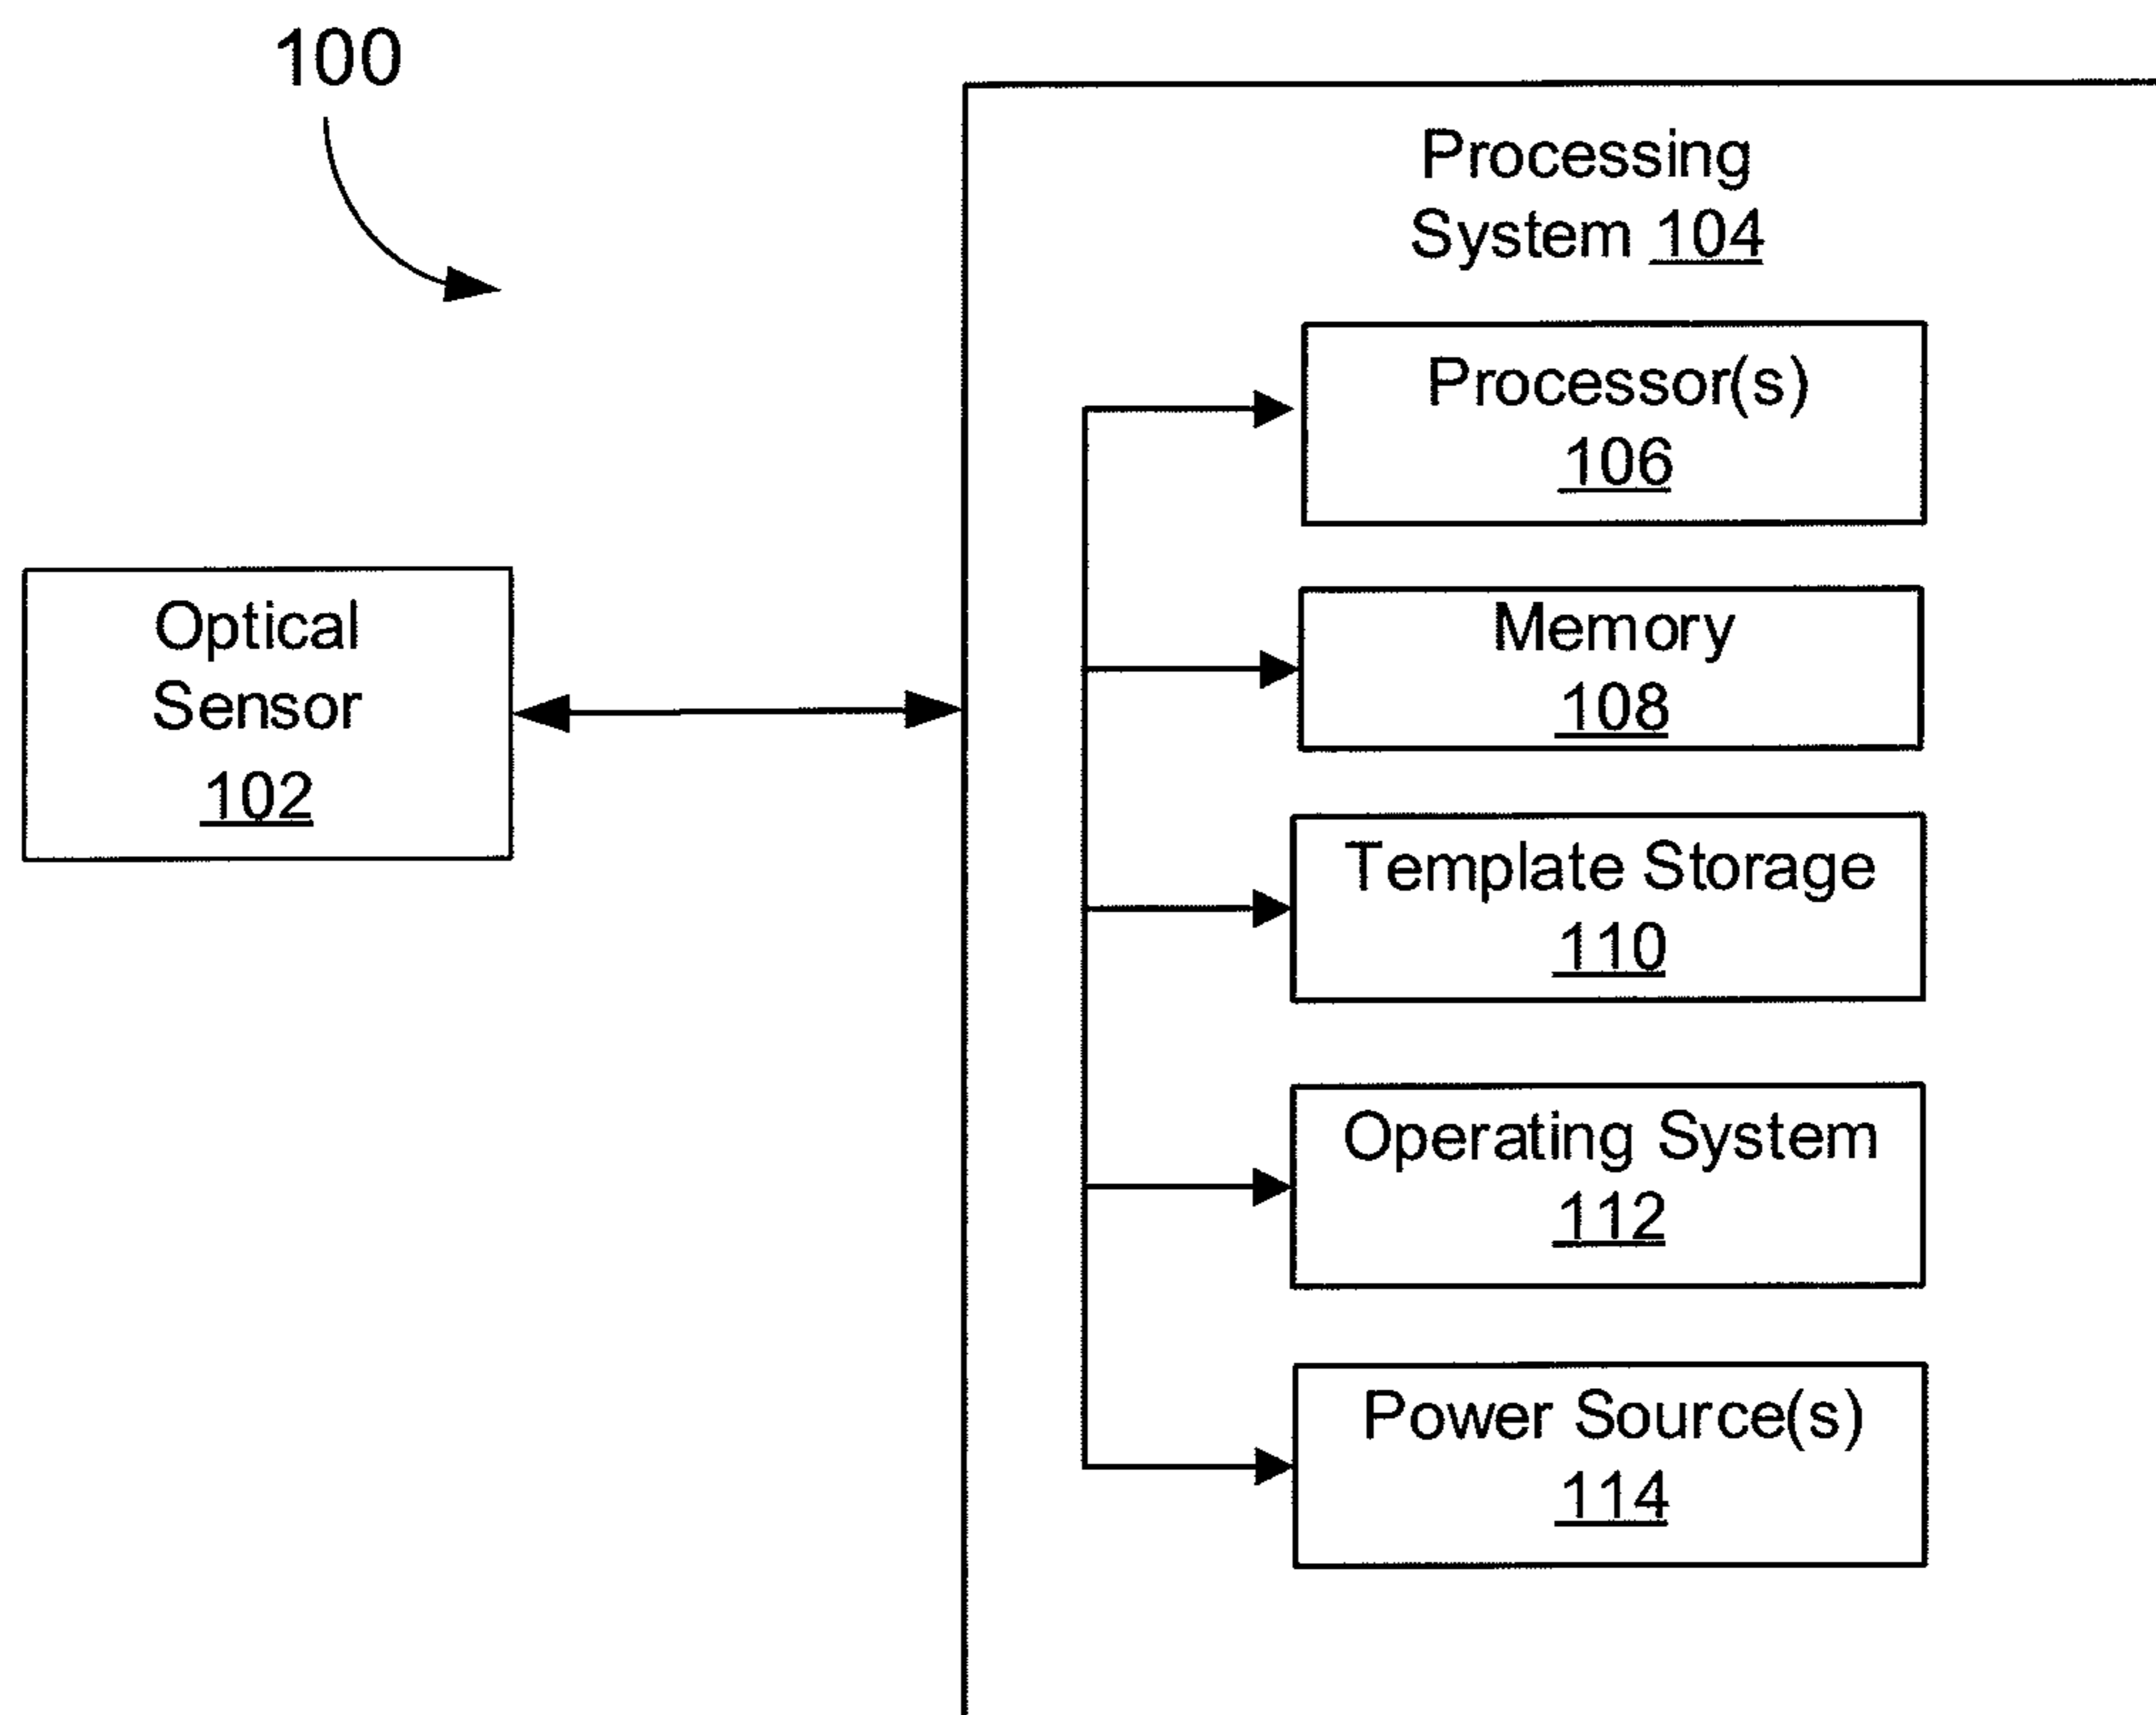 100
Processing
System 104
Processor(s)
106
Optical
Sensor
102
Memory
108
Template Storage
110
Operating System
112
Power Source(s)
114